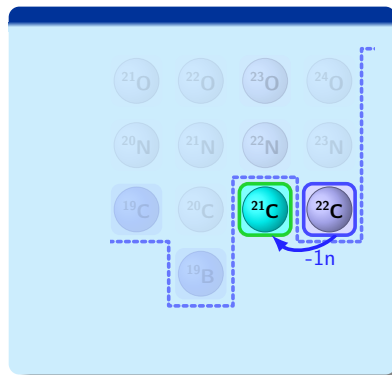 ²¹O ²²O ²³O ²⁴O
²⁰N ²¹N ²²N ²³N
¹⁹C ²⁰C ²¹C ²²C
-1n
¹⁹B